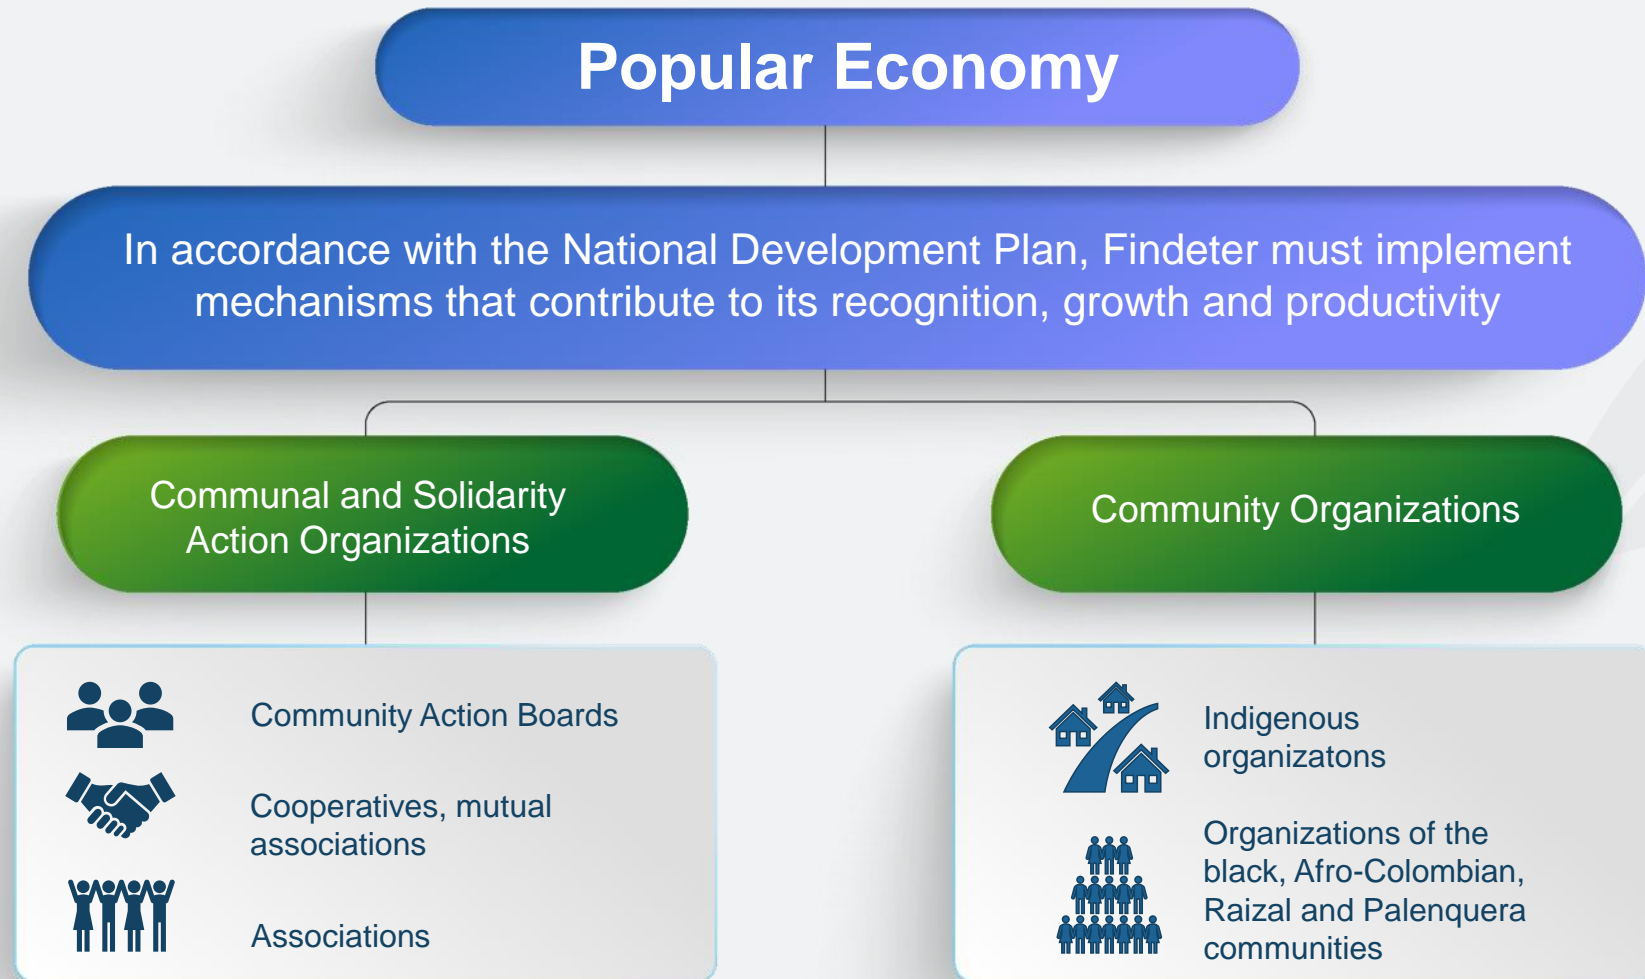 Popular Economy
In accordance with the National Development Plan, Findeter must implement
mechanisms that contribute to its recognition, growth and productivity
Communal and Solidarity
Action Organizations
Community Action Boards
Cooperatives, mutual
associations
Associations
Community Organizations
Indigenous
organizatons
Organizations of the
black, Afro-Colombian,
Raizal and Palenquera
communities